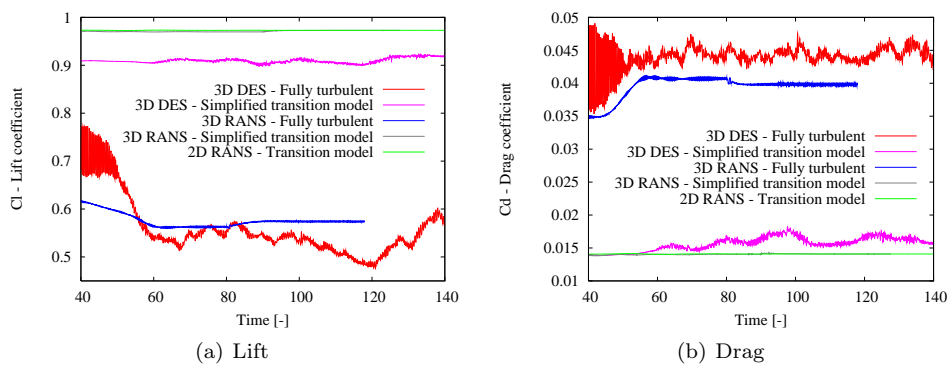 1
0.9
0.8
0.7
0.6
0.5
Cl - Lift coefficient
3D DES - Fully turbulent
3D DES - Simplified transition model
3D RANS - Fully turbulent
3D RANS - Simplified transition model
2D RANS - Transition model
40 60 80 100 120 140
Time [-]
(a) Lift
0.05
0.045
0.04
0.035
0.03
0.025
0.02
0.015
0.01
Cd - Drag coefficient
3D DES - Fully turbulent
3D DES - Simplified transition model
3D RANS - Fully turbulent
3D RANS - Simplified transition model
2D RANS - Transition model
40 60 80 100 120 140
Time [-]
(b) Drag